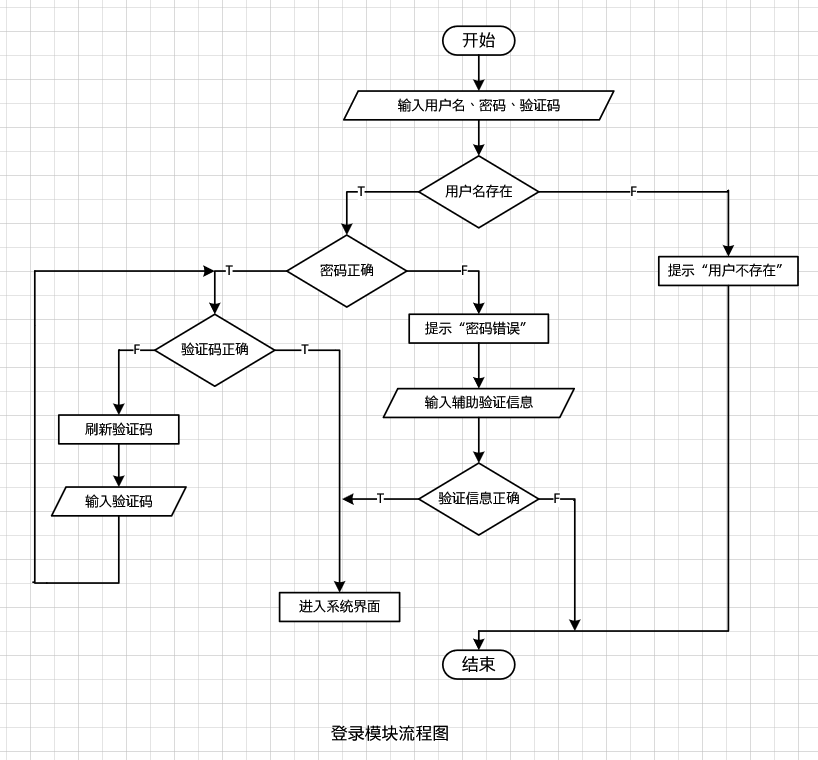 开始
输入用户名、密码、验证码
用户名存在
T
F
密码正确
T
F
提示“用户不存在”
提示“密码错误”
验证码正确
F
T
输入辅助验证信息
刷新验证码
验证信息正确
T
F
输入验证码
进入系统界面
结束
登录模块流程图